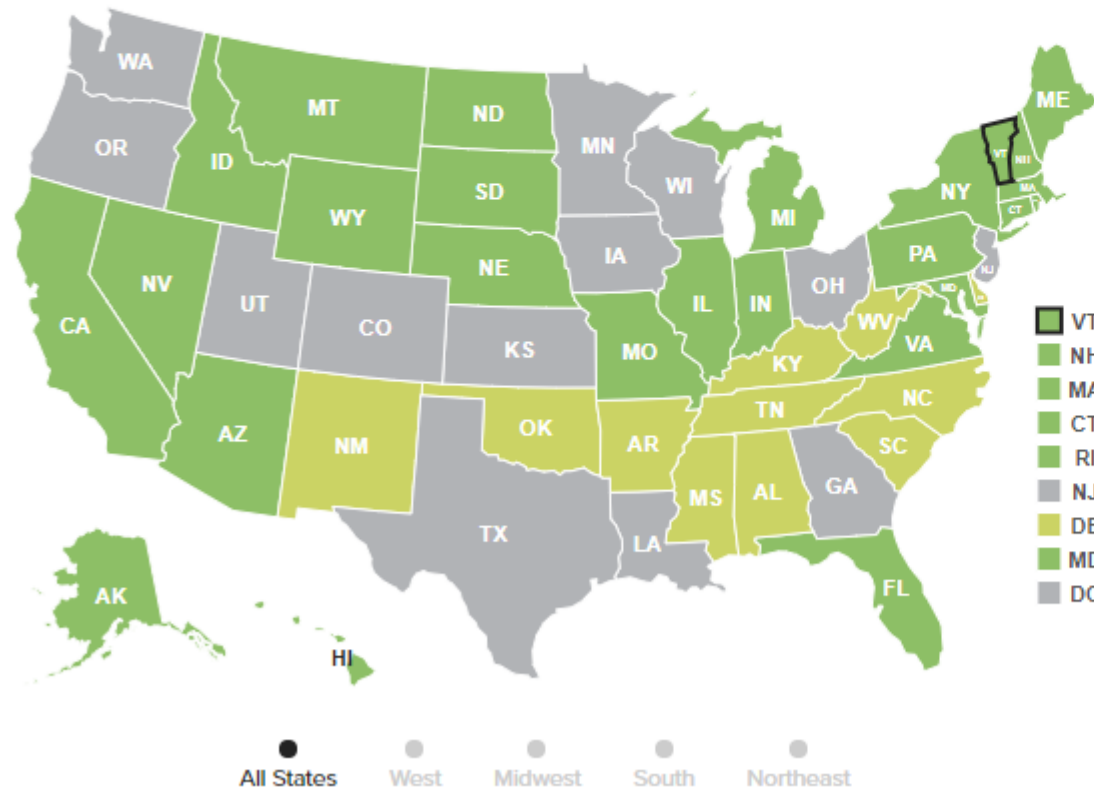 WA
MT
ND
MN
ME
OR
ID
SD
WI
VT
NH
WY
MI
NY
MA
CT
NE
IA
PA
NV
UT
CO
IL
IN
OH
NJ
MD
CA
KS
MO
WV
VA
KY
AZ
NM
OK
AR
TN
NC
SC
MS
AL
GA
TX
LA
FL
AK
HI
VT
NH
MA
CT
RI
NJ
DE
MD
DC
All States West Midwest South Northeast